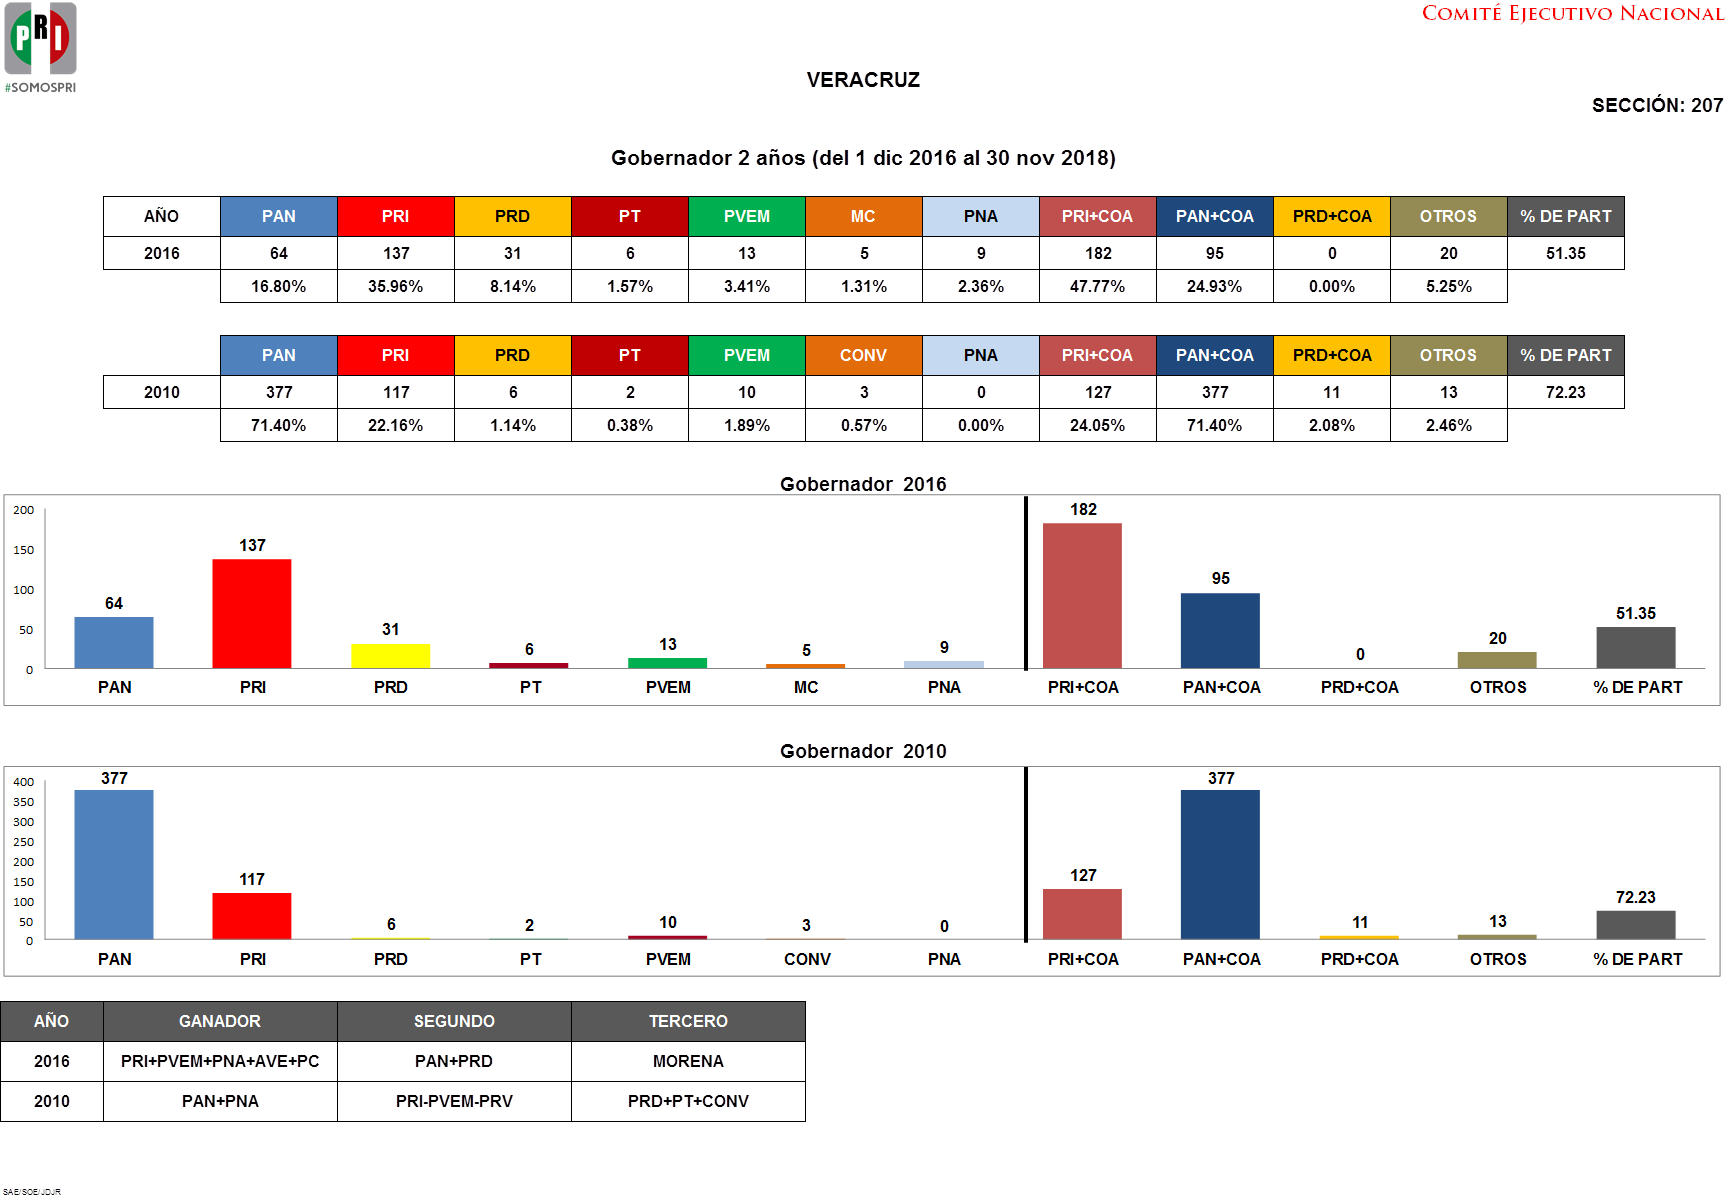 PRI
#SOMOSPRI
COMITÉ EJECUTIVO NACIONAL
VERACRUZ
SECCIÓN: 207
Gobernador 2 años (del 1 dic 2016 al 30 nov 2018)
AÑO PAN PRI PRD PT PVEM MC PNA PRI+COA PAN+COA PRD+COA OTROS % DE PART
2016 64 137 31 6 13 5 9 182 95 0 20 51.35
16.80% 35.96% 8.14% 1.57% 3.41% 1.31% 2.36% 47.77% 24.93% 0.00% 5.25%
PAN PRI PRD PT PVEM CONV PNA PRI+COA PAN+COA PRD+COA OTROS % DE PART
2010 377 117 6 2 10 3 0 127 377 11 13 72.23
71.40% 22.16% 1.14% 0.38% 1.89% 0.57% 0.00% 24.05% 71.40% 2.08% 2.46%
Gobernador 2016
200
150
100
50
0
64 137 31 6 13 5 9 182 95 0 20 51.35
PAN PRI PRD PT PVEM MC PNA PRI+COA PAN+COA PRD+COA OTROS % DE PART
Gobernador 2010
400
350
300
250
200
150
100
50
0
377 117 6 2 10 3 0 127 377 11 13 72.23
PAN PRI PRD PT PVEM CONV PNA PRI+COA PAN+COA PRD+COA OTROS % DE PART
AÑO GANADOR SEGUNDO TERCERO
2016 PRI+PVEM+PNA+AVE+PC PAN+PRD MORENA
2010 PAN+PNA PRI-PVEM-PRV PRD+PT+CONV
SAE/SOE/JDJR